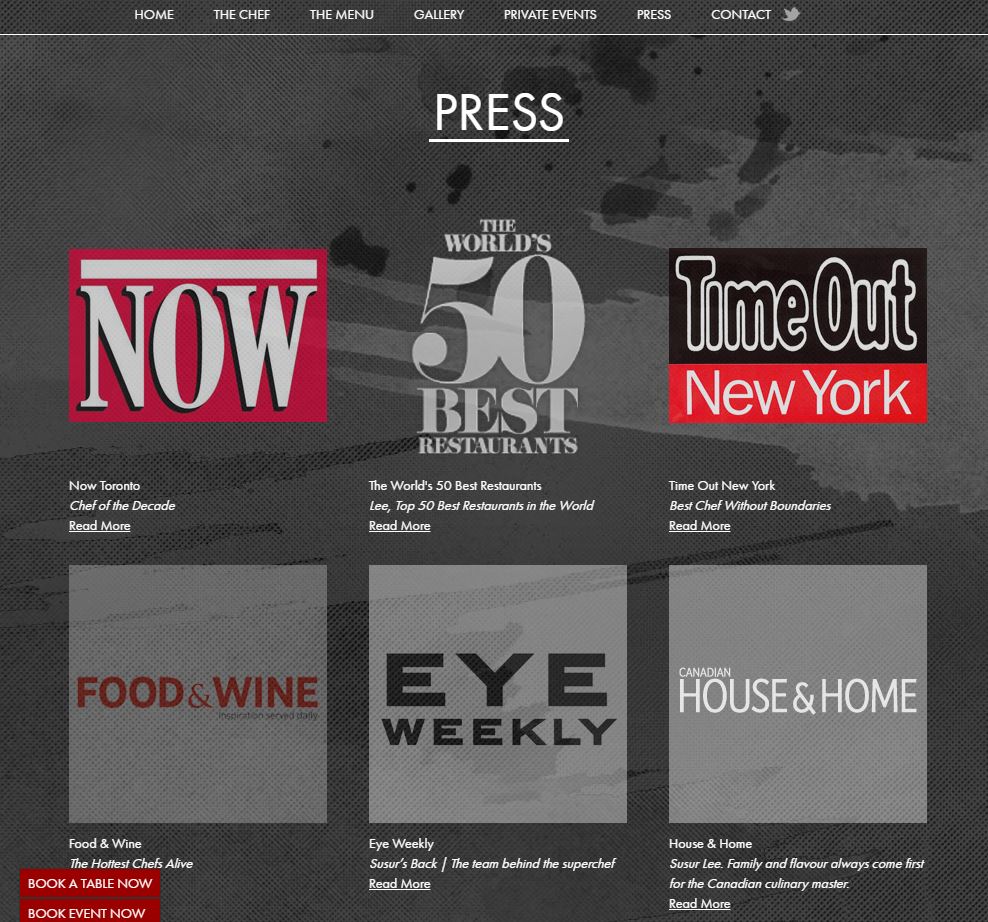 HOME THE CHEF THE MENU GALLERY PRIVATE EVENTS PRESS CONTACT
PRESS
NOW
THE
WORLD'S
50
BEST
RESTAURANTS
Time Out
New York
Now Toronto
Chef of the Decade
Read More
The World's 50 Best Restaurants
Lee, Top 50 Best Restaurants in the World
Read More
Time Out New York
Best Chef Without Boundaries
Read More
FOOD&WINE
Inspiration served daily
EYE
WEEKLY
CANADIAN
HOUSE & HOME
Food & Wine
The Hottest Chefs Alive
Eye Weekly
Susur's Back | The team behind the superchef
Read More
House & Home
Susur Lee. Family and flavour always come first
for the Canadian culinary master.
Read More
BOOK A TABLE NOW
BOOK EVENT NOW